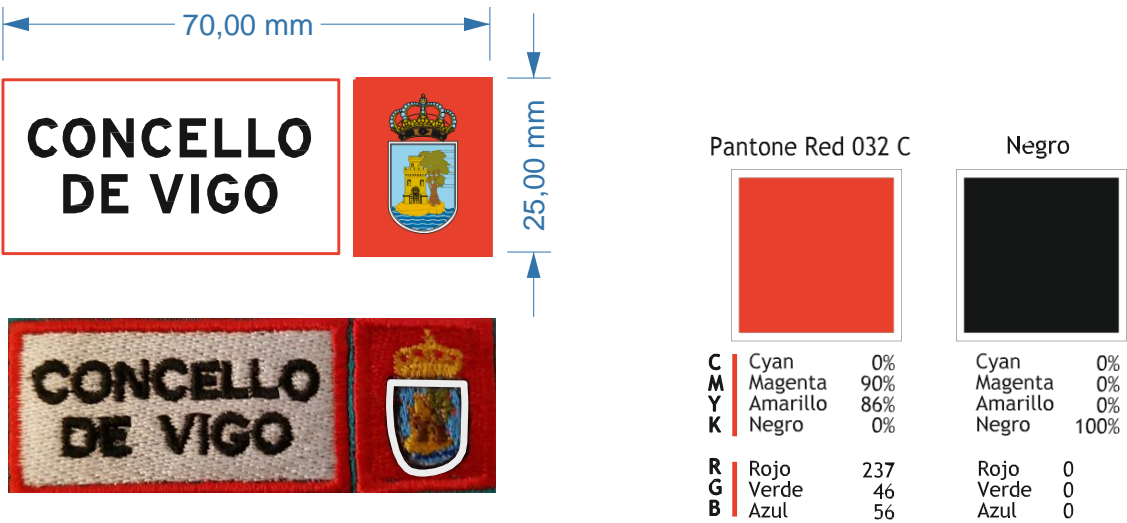 70,00 mm
25,00 mm
CONCELLO
DE VIGO
CONCELLO
DE VIGO
Pantone Red 032 C
C Cyan 0%
M Magenta 90%
Y Amarillo 86%
K Negro 0%
R Rojo 237
G Verde 46
B Azul 56
Negro
Cyan 0%
Magenta 0%
Amarillo 0%
Negro 100%
Rojo 0
Verde 0
Azul 0